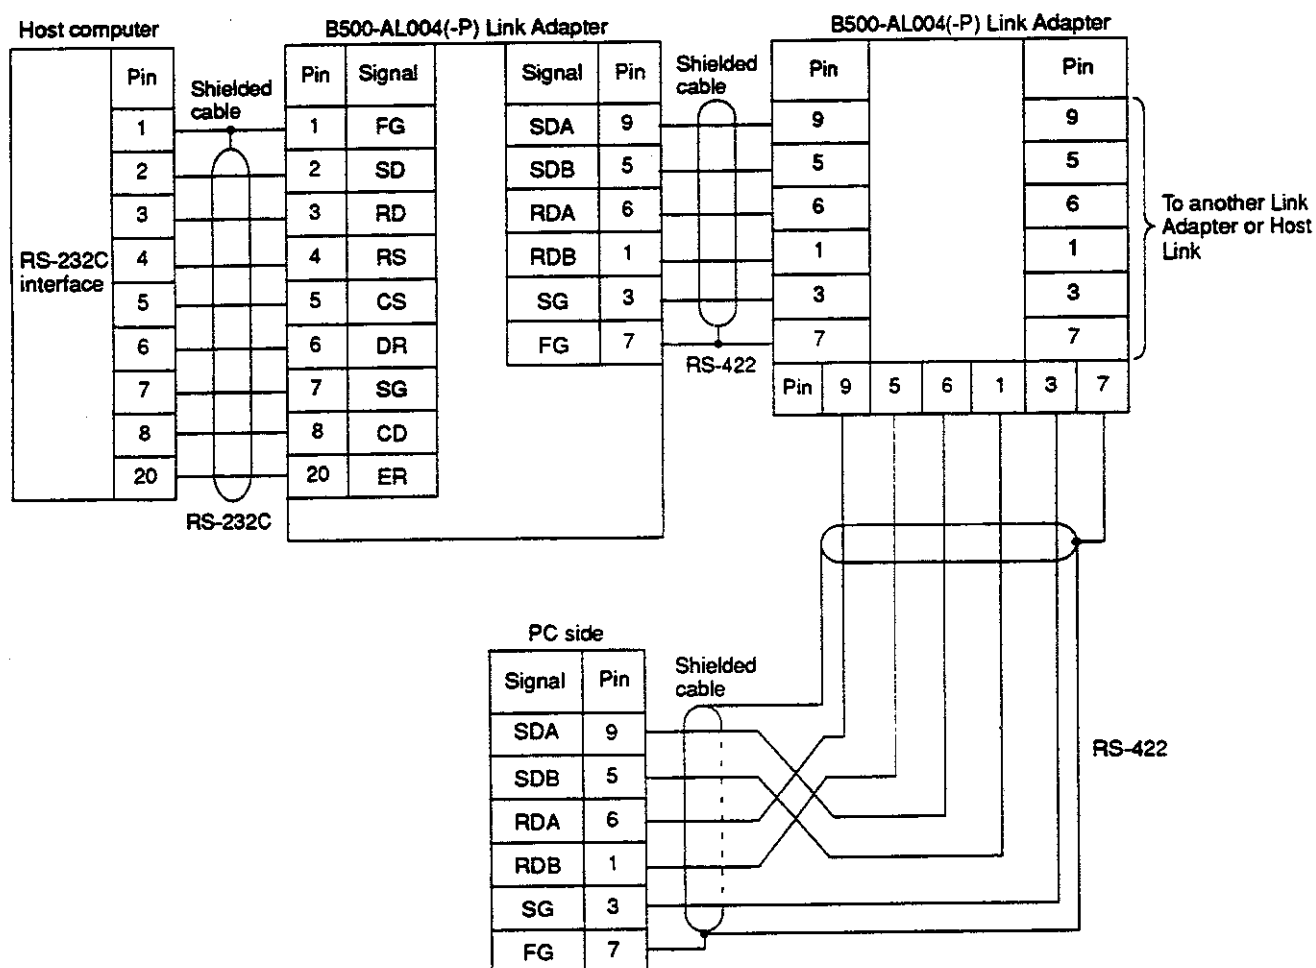 Host computer
B500-AL004(-P) Link Adapter
B500-AL004(-P) Link Adapter
Pin
Shielded cable
Pin Signal
Signal Pin
Shielded cable
Pin
Pin
1
1 FG
SDA 9
9
9
2
2 SD
SDB 5
5
5
3
3 RD
RDA 6
6
6
To another Link
Adapter or Host
Link
RS-232C
interface
4
4 RS
RDB 1
1
1
5
5 CS
SG 3
3
3
6
6 DR
FG 7
7
7
RS-422
7
7 SG
Pin 9 5 6 1 3 7
8
8 CD
20
20 ER
RS-232C
PC side
Signal Pin
Shielded
cable
SDA 9
SDB 5
RS-422
RDA 6
RDB 1
SG 3
FG 7